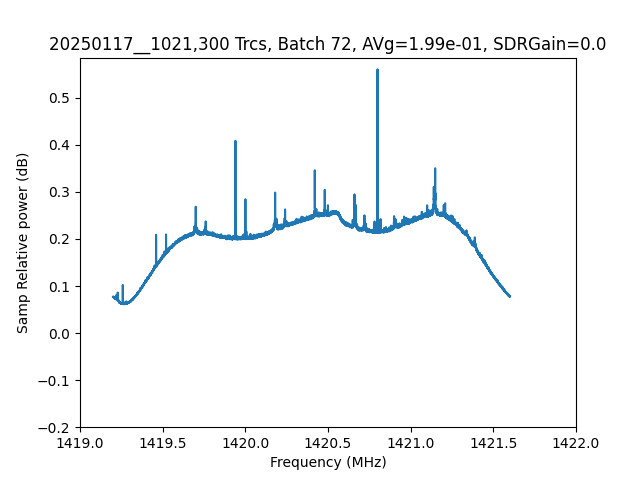 20250117__1021,300 Trcs, Batch 72, AVg=1.99e-01, SDRGain=0.0
Samp Relative power (dB)
0.5
0.4
0.3
0.2
0.1
0.0
−0.1
−0.2
1419.0 1419.5 1420.0 1420.5 1421.0 1421.5 1422.0
Frequency (MHz)